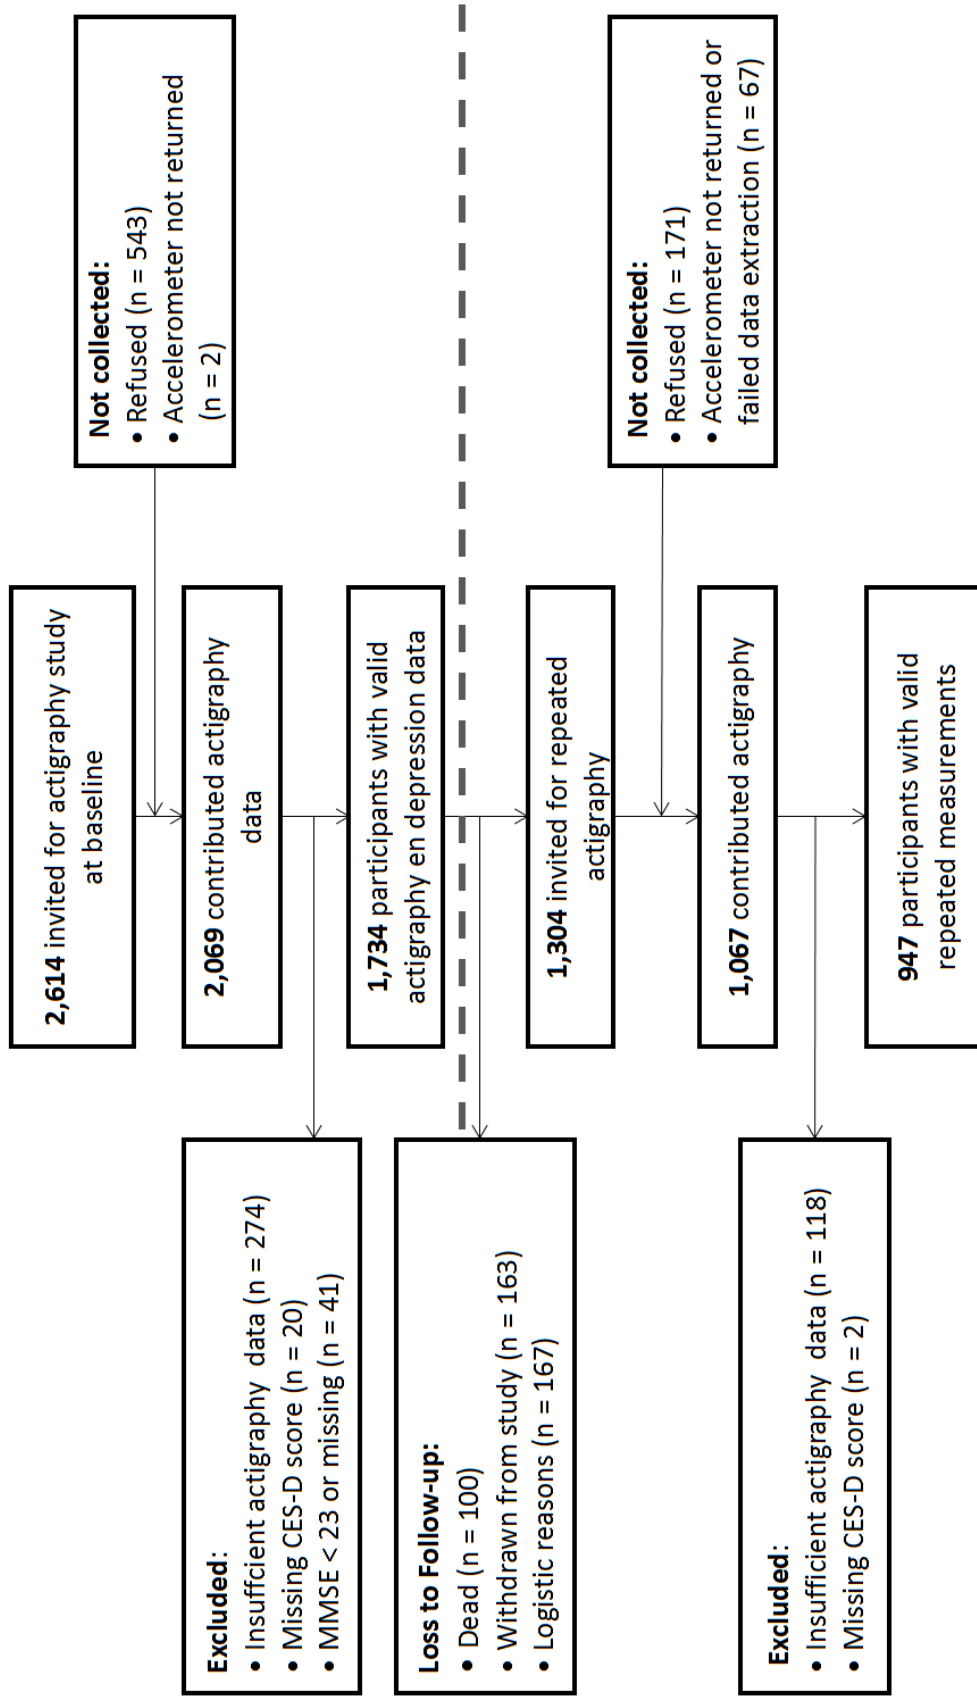 2,614 invited for actigraphy study
at baseline
Not collected:
• Refused (n = 543)
• Accelerometer not returned
(n = 2)
2,069 contributed actigraphy
data
Excluded:
• Insuffcient actigraphy data (n = 274)
• Missing CES-D score (n = 20)
• MMSE < 23 or missing (n = 41)
1,734 participants with valid
actigraphy en depression data
Loss to Follow-up:
• Dead (n = 100)
• Withdrawn from study (n = 163)
• Logistic reasons (n = 167)
1,304 invited for repeated
actigraphy
Not collected:
• Refused (n = 171)
• Accelerometer not returned or
failed data extraction (n = 67)
1,067 contributed actigraphy
Excluded:
• Insufficient actigraphy data (n = 118)
• Missing CES-D score (n = 2)
947 participants with valid
repeated measurements